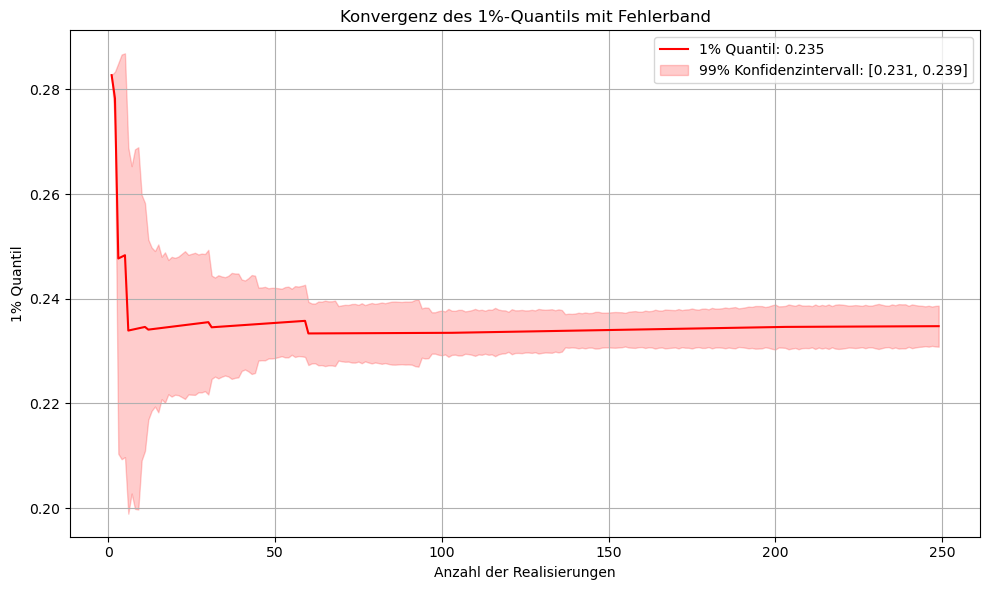 Konvergenz des 1%-Quantils mit Fehlerband
1% Quantil: 0.235
99% Konfidenzintervall: [0.231, 0.239]
0.28
0.26
0.24
0.22
0.20
1% Quantil
0
50
100
150
200
250
Anzahl der Realisierungen